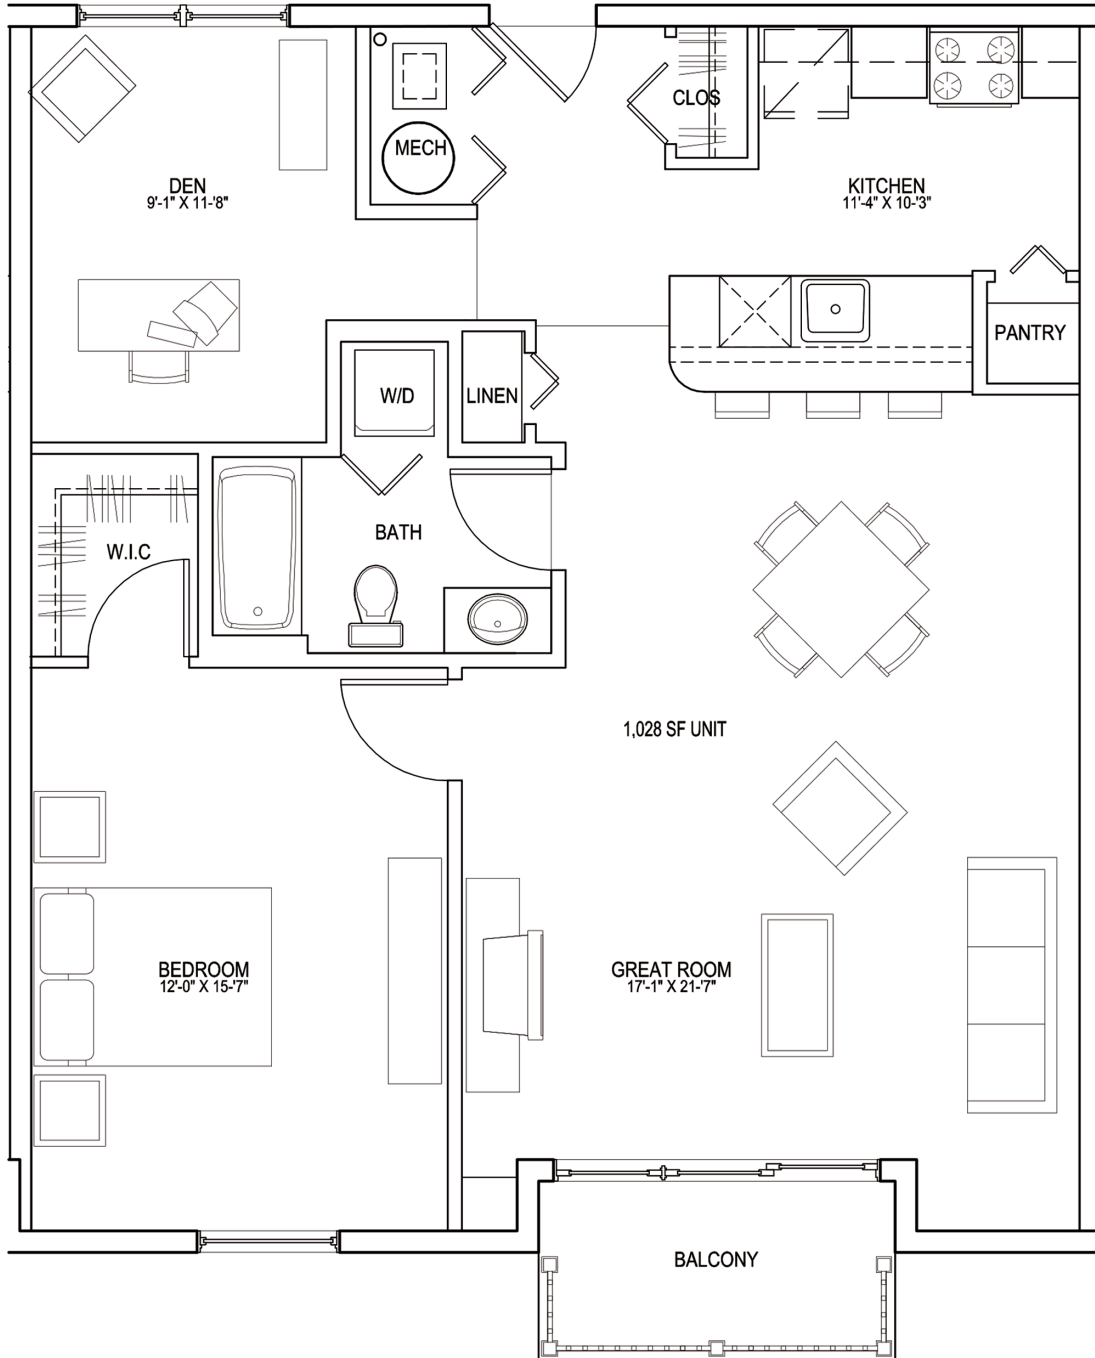 CLOS
MECH
DEN
9'-1" X 11-'8"
KITCHEN
11'-4" X 10-'3"
PANTRY
W/D
LINEN
BATH
W.I.C
1,028 SF UNIT
BEDROOM
12'-0" X 15-'7"
GREAT ROOM
17'-1" X 21-'7"
BALCONY